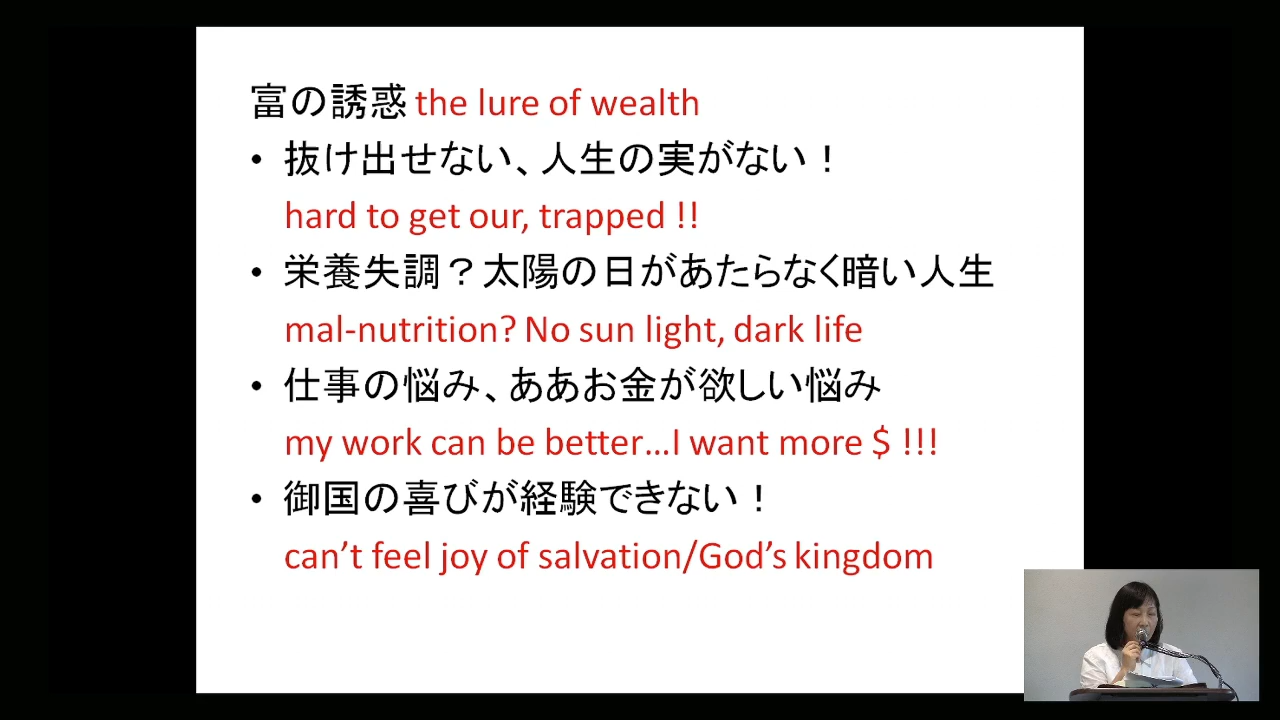 富の誘惑 the lure of wealth
• 抜け出せない、人生の実がない！
hard to get our, trapped !!
• 栄養失調？太陽の日があたらなく暗い人生
mal-nutrition? No sun light, dark life
• 仕事の悩み、ああお金が欲しい悩み
my work can be better…I want more $ !!!
• 御国の喜びが経験できない！
can’t feel joy of salvation/God’s kingdom